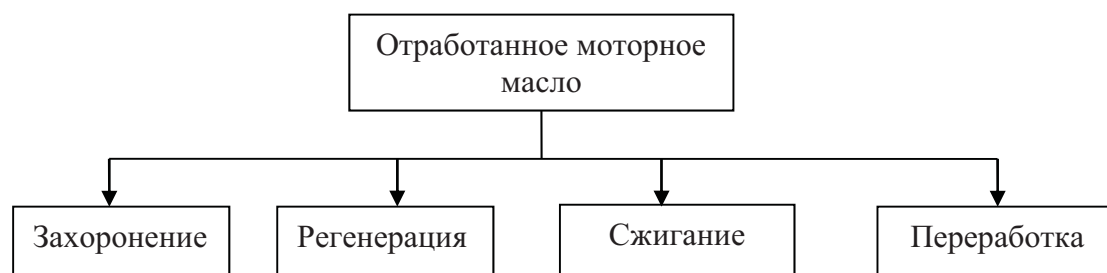 Отработанное моторное
масло
Захоронение
Регенерация
Сжигание
Переработка